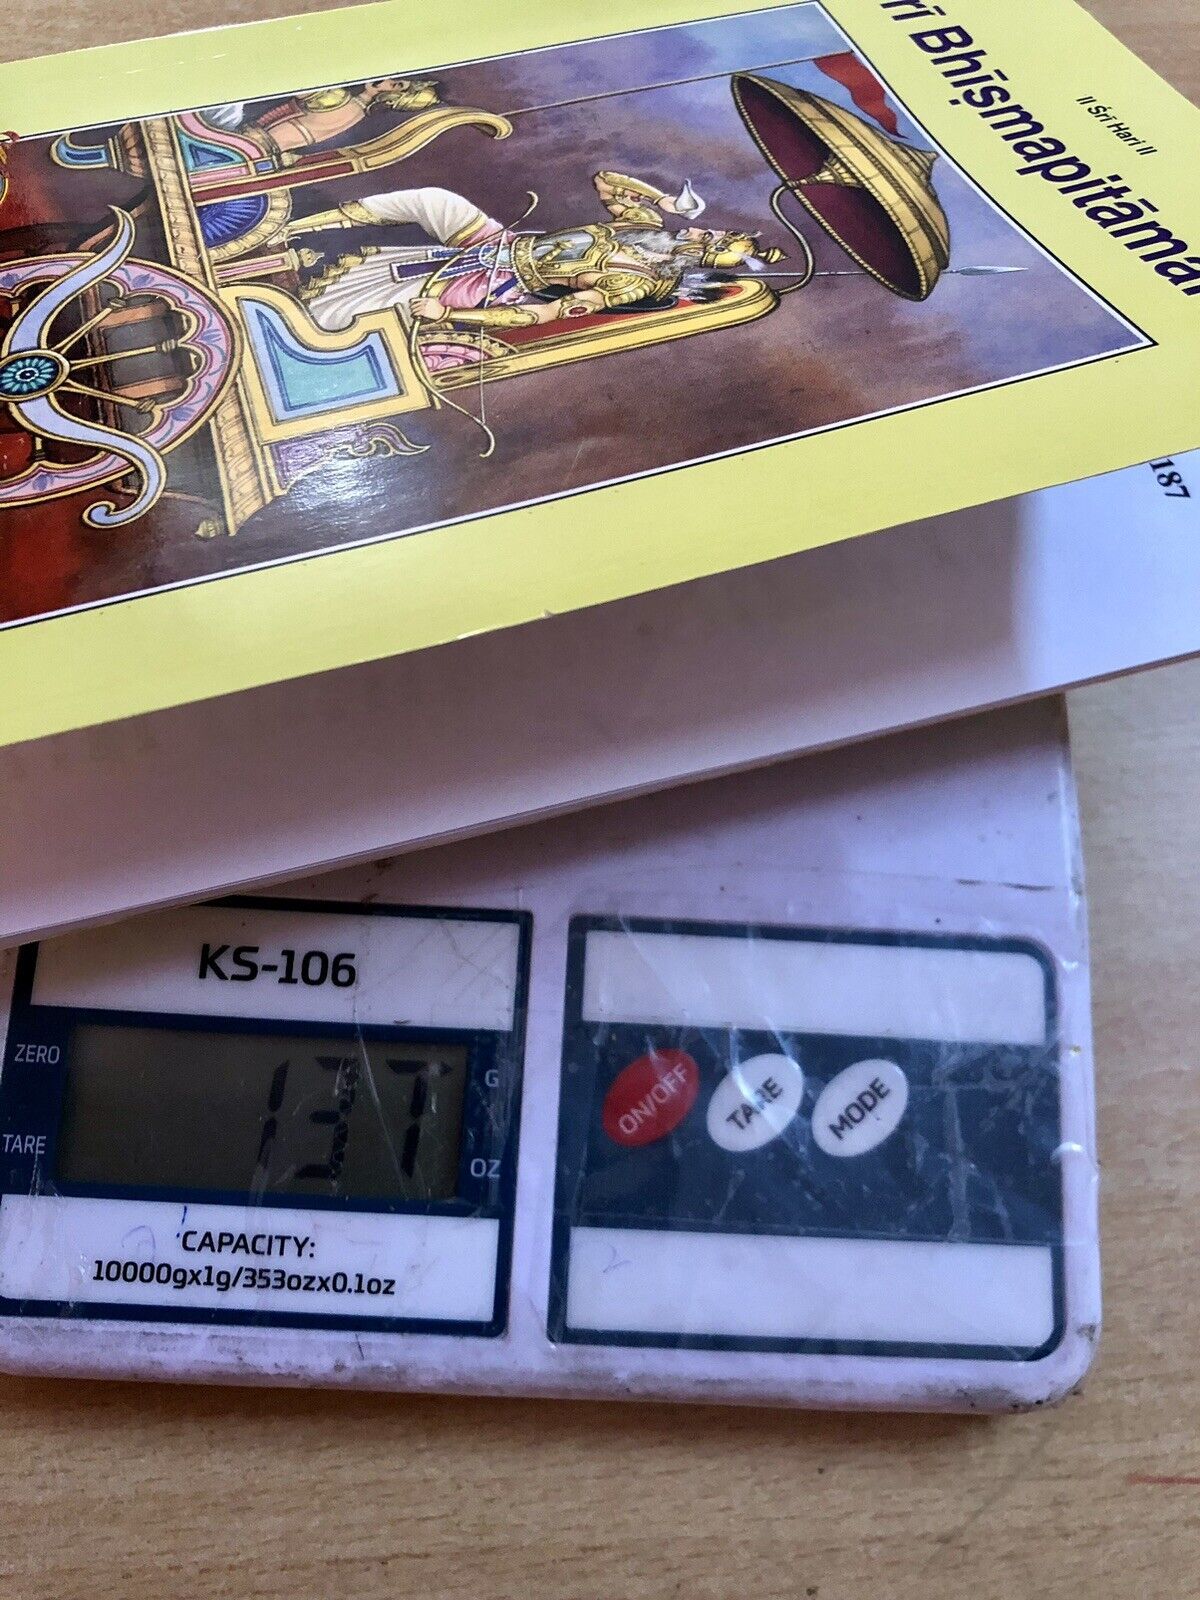 || Śrī Hari ||
rī Bhīṣmapitāmah
187
KS-106
ZERO
137
G
TARE
OZ
CAPACITY:
10000gx1g/353ozx0.1oz
ON/OFF
TARE
MODE